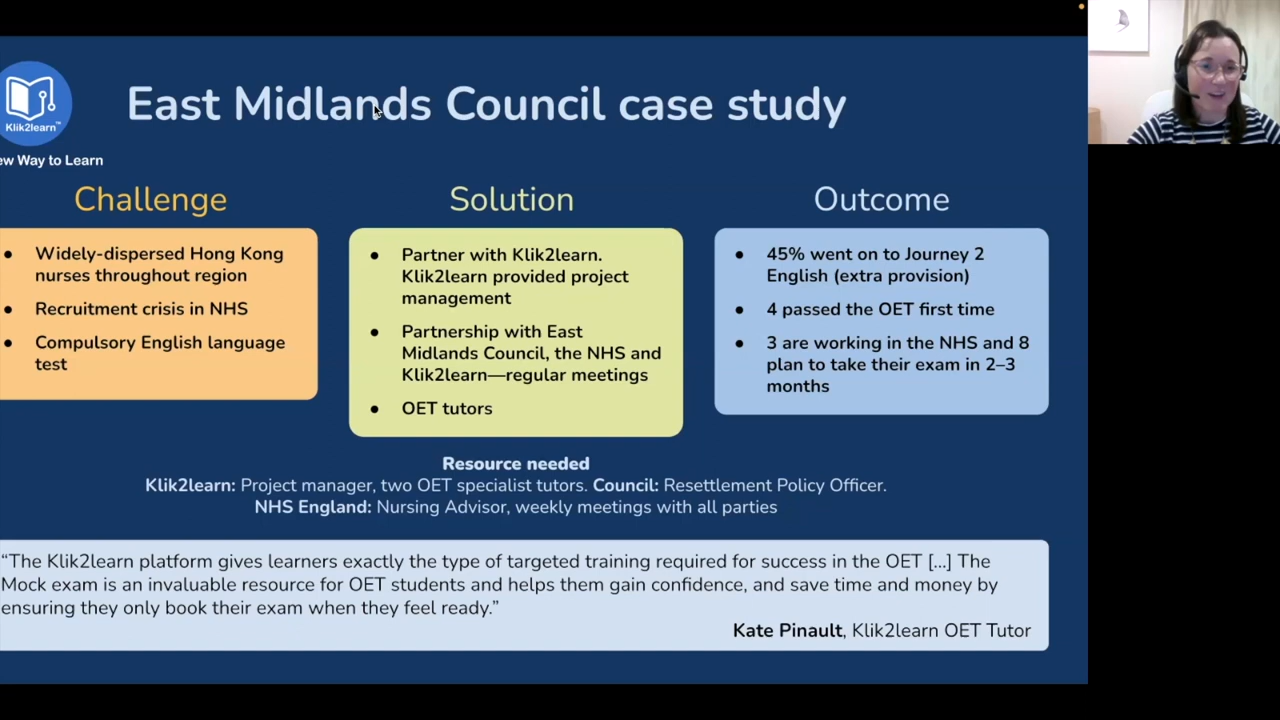 Klik2learn™
ew Way to Learn
East Midlands Council case study
Challenge
● Widely-dispersed Hong Kong
nurses throughout region
● Recruitment crisis in NHS
● Compulsory English language
test
Solution
● Partner with Klik2learn.
Klik2learn provided project
management
● Partnership with East
Midlands Council, the NHS and
Klik2learn—regular meetings
● OET tutors
Outcome
● 45% went on to Journey 2
English (extra provision)
● 4 passed the OET first time
● 3 are working in the NHS and 8
plan to take their exam in 2–3
months
Resource needed
Klik2learn: Project manager, two OET specialist tutors. Council: Resettlement Policy Officer.
NHS England: Nursing Advisor, weekly meetings with all parties
“The Klik2learn platform gives learners exactly the type of targeted training required for success in the OET [...] The
Mock exam is an invaluable resource for OET students and helps them gain confidence, and save time and money by
ensuring they only book their exam when they feel ready.”
Kate Pinault, Klik2learn OET Tutor